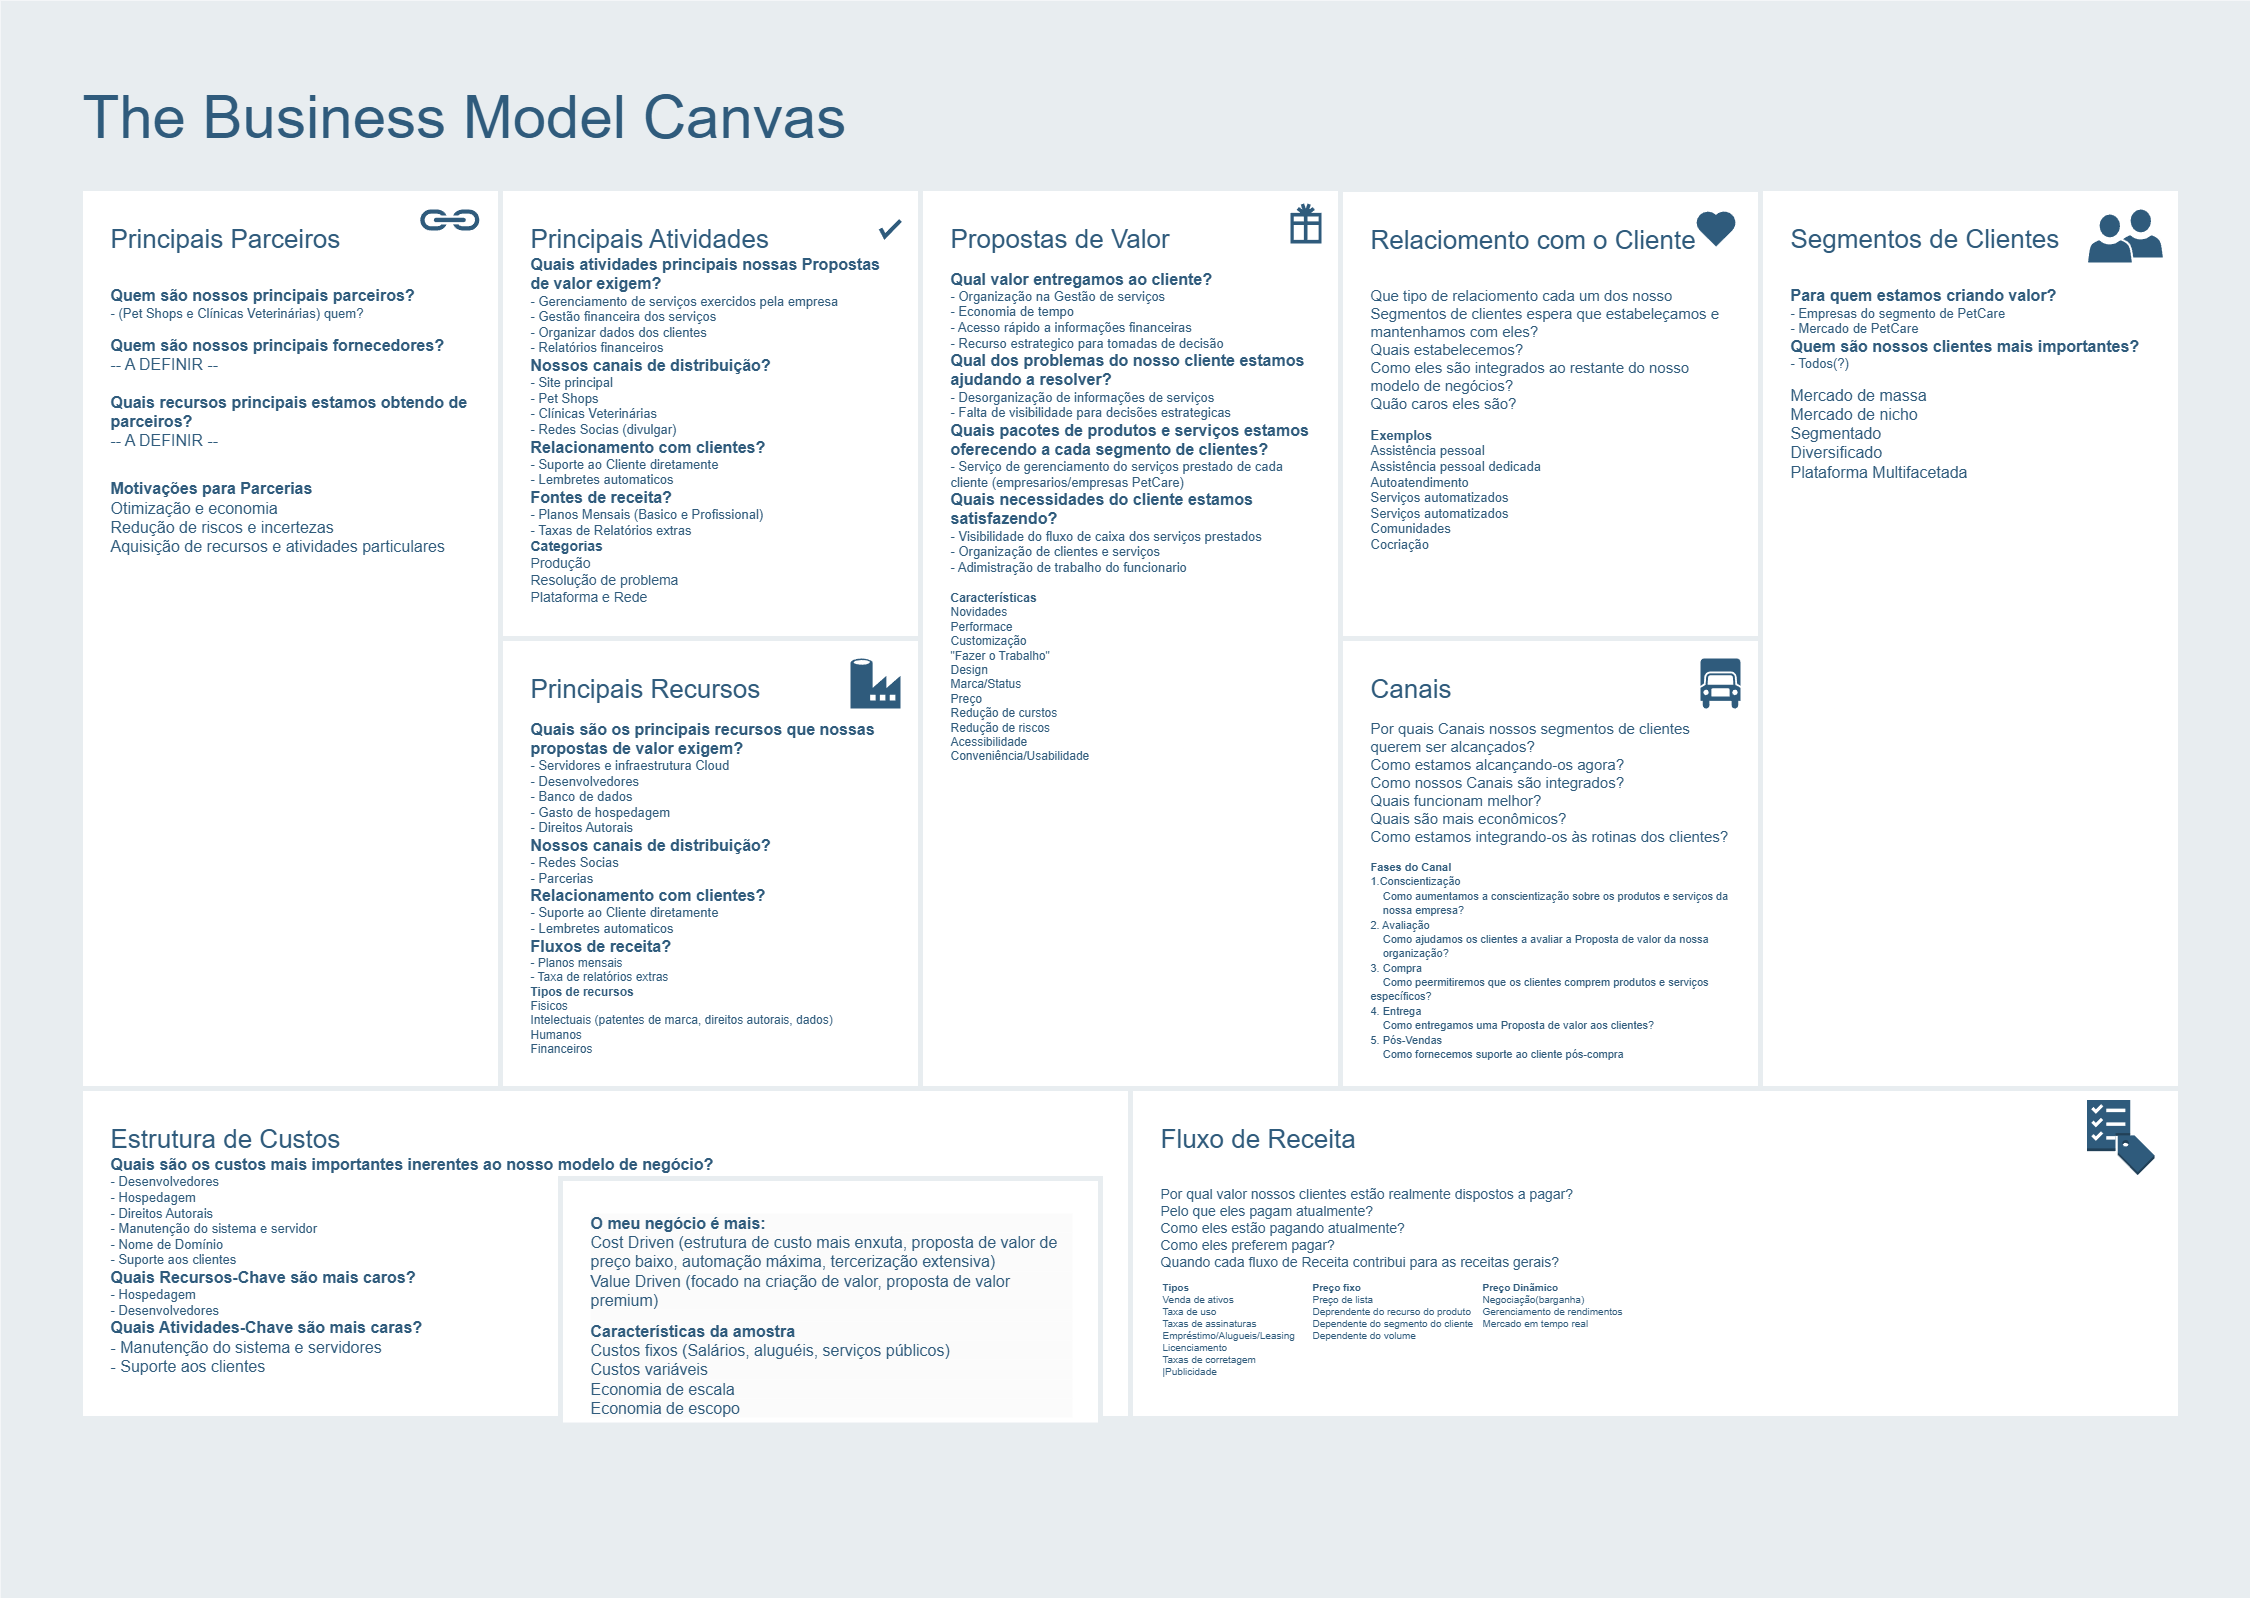 The Business Model Canvas
Principais Parceiros
Quem são nossos principais parceiros?
- (Pet Shops e Clínicas Veterinárias) quem?
Quem são nossos principais fornecedores?
-- A DEFINIR --
Quais recursos principais estamos obtendo de
parceiros?
-- A DEFINIR --
Motivações para Parcerias
Otimização e economia
Redução de riscos e incertezas
Aquisição de recursos e atividades particulares
Principais Atividades
Quais atividades principais nossas Propostas
de valor exigem?
- Gerenciamento de serviços exercidos pela empresa
- Gestão financeira dos serviços
- Organizar dados dos clientes
- Relatórios financeiros
Nossos canais de distribuição?
- Site principal
- Pet Shops
- Clínicas Veterinárias
- Redes Socias (divulgar)
Relacionamento com clientes?
- Suporte ao Cliente diretamente
- Lembretes automaticos
Fontes de receita?
- Planos Mensais (Basico e Profissional)
- Taxas de Relatórios extras
Categorias
Produção
Resolução de problema
Plataforma e Rede
Principais Recursos
Quais são os principais recursos que nossas
propostas de valor exigem?
- Servidores e infraestrutura Cloud
- Desenvolvedores
- Banco de dados
- Gasto de hospedagem
- Direitos Autorais
Nossos canais de distribuição?
- Redes Socias
- Parcerias
Relacionamento com clientes?
- Suporte ao Cliente diretamente
- Lembretes automaticos
Fluxos de receita?
- Planos mensais
- Taxa de relatórios extras
Tipos de recursos
Fisicos
Intelectuais (patentes de marca, direitos autorais, dados)
Humanos
Financeiros
Propostas de Valor
Qual valor entregamos ao cliente?
- Organização na Gestão de serviços
- Economia de tempo
- Acesso rápido a informações financeiras
- Recurso estrategico para tomadas de decisão
Qual dos problemas do nosso cliente estamos
ajudando a resolver?
- Desorganização de informações de serviços
- Falta de visibilidade para decisões estrategicas
Quais pacotes de produtos e serviços estamos
oferecendo a cada segmento de clientes?
- Serviço de gerenciamento do serviços prestado de cada
cliente (empresarios/empresas PetCare)
Quais necessidades do cliente estamos
satisfazendo?
- Visibilidade do fluxo de caixa dos serviços prestados
- Organização de clientes e serviços
- Adimistração de trabalho do funcionario
Características
Novidades
Performace
Customização
"Fazer o Trabalho"
Design
Marca/Status
Preço
Redução de curstos
Redução de riscos
Acessibilidade
Conveniência/Usabilidade
Relaciomento com o Cliente
Que tipo de relaciomento cada um dos nosso
Segmentos de clientes espera que estabeleçamos e
mantenhamos com eles?
Quais estabelecemos?
Como eles são integrados ao restante do nosso
modelo de negócios?
Quão caros eles são?
Exemplos
Assistência pessoal
Assistência pessoal dedicada
Autoatendimento
Serviços automatizados
Serviços automatizados
Comunidades
Cocriação
Canais
Por quais Canais nossos segmentos de clientes
querem ser alcançados?
Como estamos alcançando-os agora?
Como nossos Canais são integrados?
Quais funcionam melhor?
Quais são mais econômicos?
Como estamos integrando-os às rotinas dos clientes?
Fases do Canal
1.Conscientização
Como aumentamos a conscientização sobre os produtos e serviços da
nossa empresa?
2. Avaliação
Como ajudamos os clientes a avaliar a Proposta de valor da nossa
organização?
3. Compra
Como peermitiremos que os clientes comprem produtos e serviços
específicos?
4. Entrega
Como entregamos uma Proposta de valor aos clientes?
5. Pós-Vendas
Como fornecemos suporte ao cliente pós-compra
Segmentos de Clientes
Para quem estamos criando valor?
- Empresas do segmento de PetCare
- Mercado de PetCare
Quem são nossos clientes mais importantes?
- Todos(?)
Mercado de massa
Mercado de nicho
Segmentado
Diversificado
Plataforma Multifacetada
Estrutura de Custos
Quais são os custos mais importantes inerentes ao nosso modelo de negócio?
- Desenvolvedores
- Hospedagem
- Direitos Autorais
- Manutenção do sistema e servidor
- Nome de Domínio
- Suporte aos clientes
Quais Recursos-Chave são mais caros?
- Hospedagem
- Desenvolvedores
Quais Atividades-Chave são mais caras?
- Manutenção do sistema e servidores
- Suporte aos clientes
O meu negócio é mais:
Cost Driven (estrutura de custo mais enxuta, proposta de valor de
preço baixo, automação máxima, tercerização extensiva)
Value Driven (focado na criação de valor, proposta de valor
premium)
Características da amostra
Custos fixos (Salários, aluguéis, serviços públicos)
Custos variáveis
Economia de escala
Economia de escopo
Fluxo de Receita
Por qual valor nossos clientes estão realmente dispostos a pagar?
Pelo que eles pagam atualmente?
Como eles estão pagando atualmente?
Como eles preferem pagar?
Quando cada fluxo de Receita contribui para as receitas gerais?
Tipos
Venda de ativos
Taxa de uso
Taxas de assinaturas
Empréstimo/Alugueis/Leasing
Licenciamento
Taxas de corretagem
|Publicidade
Preço fixo
Preço de lista
Deprendente do recurso do produto
Dependente do segmento do cliente
Dependente do volume
Preço Dinãmico
Negociação(barganha)
Gerenciamento de rendimentos
Mercado em tempo real